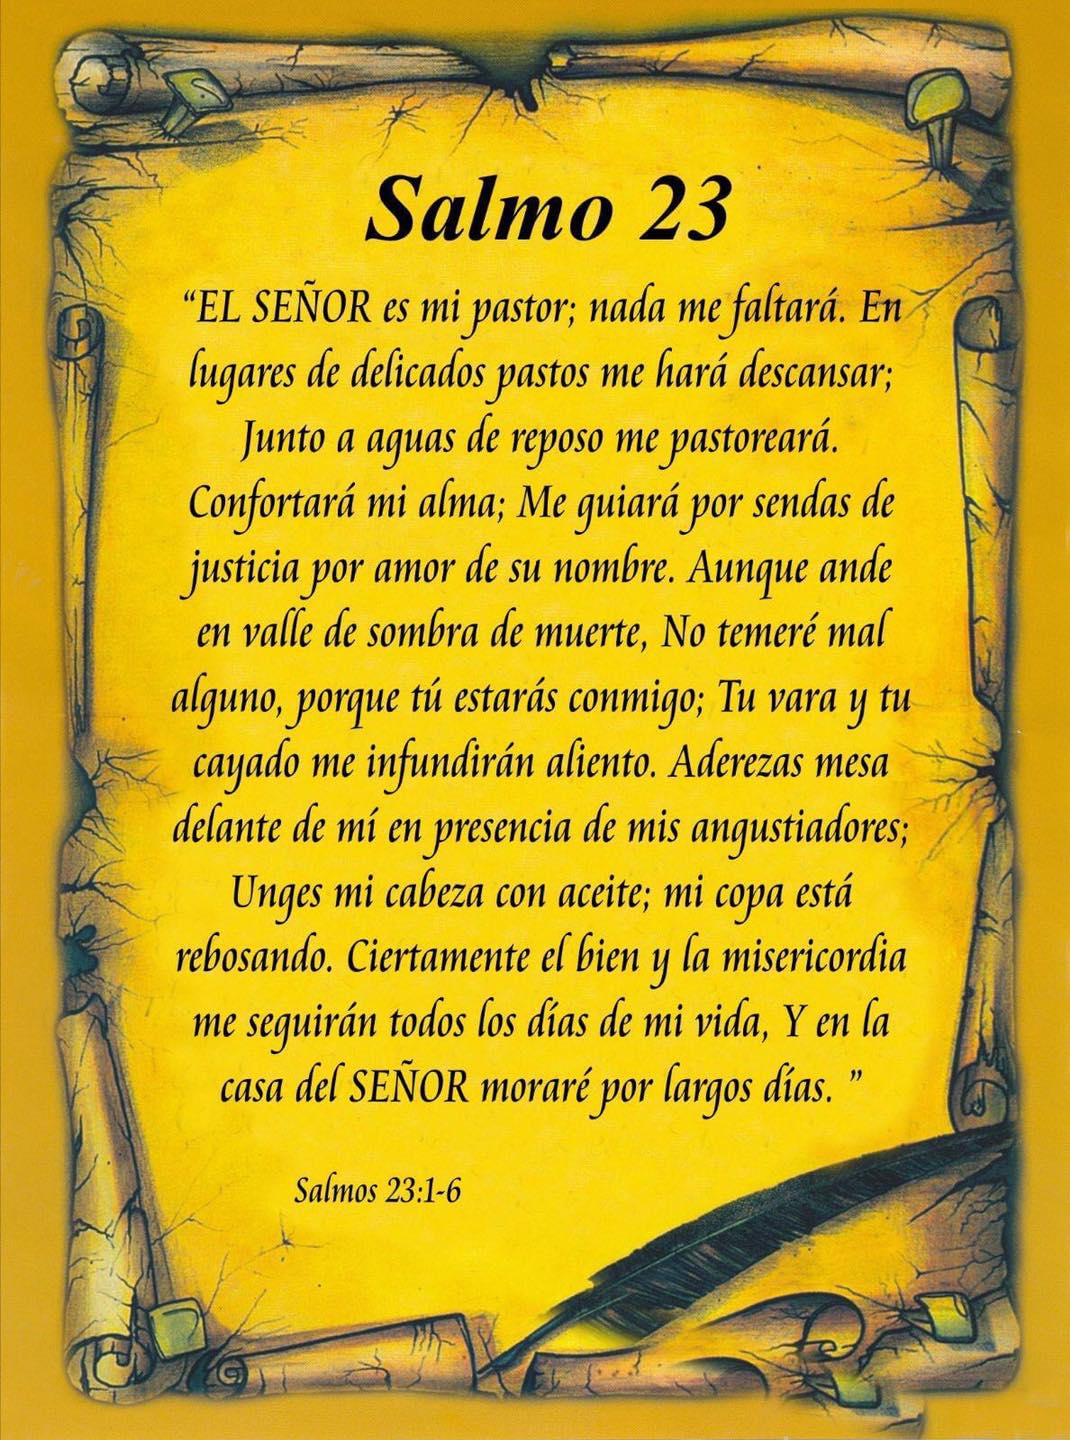 Salmo 23
“EL SEÑOR es mi pastor; nada me faltará. En
lugares de delicados pastos me hará descansar;
Junto a aguas de reposo me pastoreará.
Confortará mi alma; Me guiará por sendas de
justicia por amor de su nombre. Aunque ande
en valle de sombra de muerte, No temeré mal
alguno, porque tú estarás conmigo; Tu vara y tu
cayado me infundirán aliento. Aderezas mesa
delante de mí en presencia de mis angustiadores;
Unges mi cabeza con aceite; mi copa está
rebosando. Ciertamente el bien y la misericordia
me seguirán todos los días de mi vida, Y en la
casa del SEÑOR moraré por largos días. ”
Salmos 23:1-6